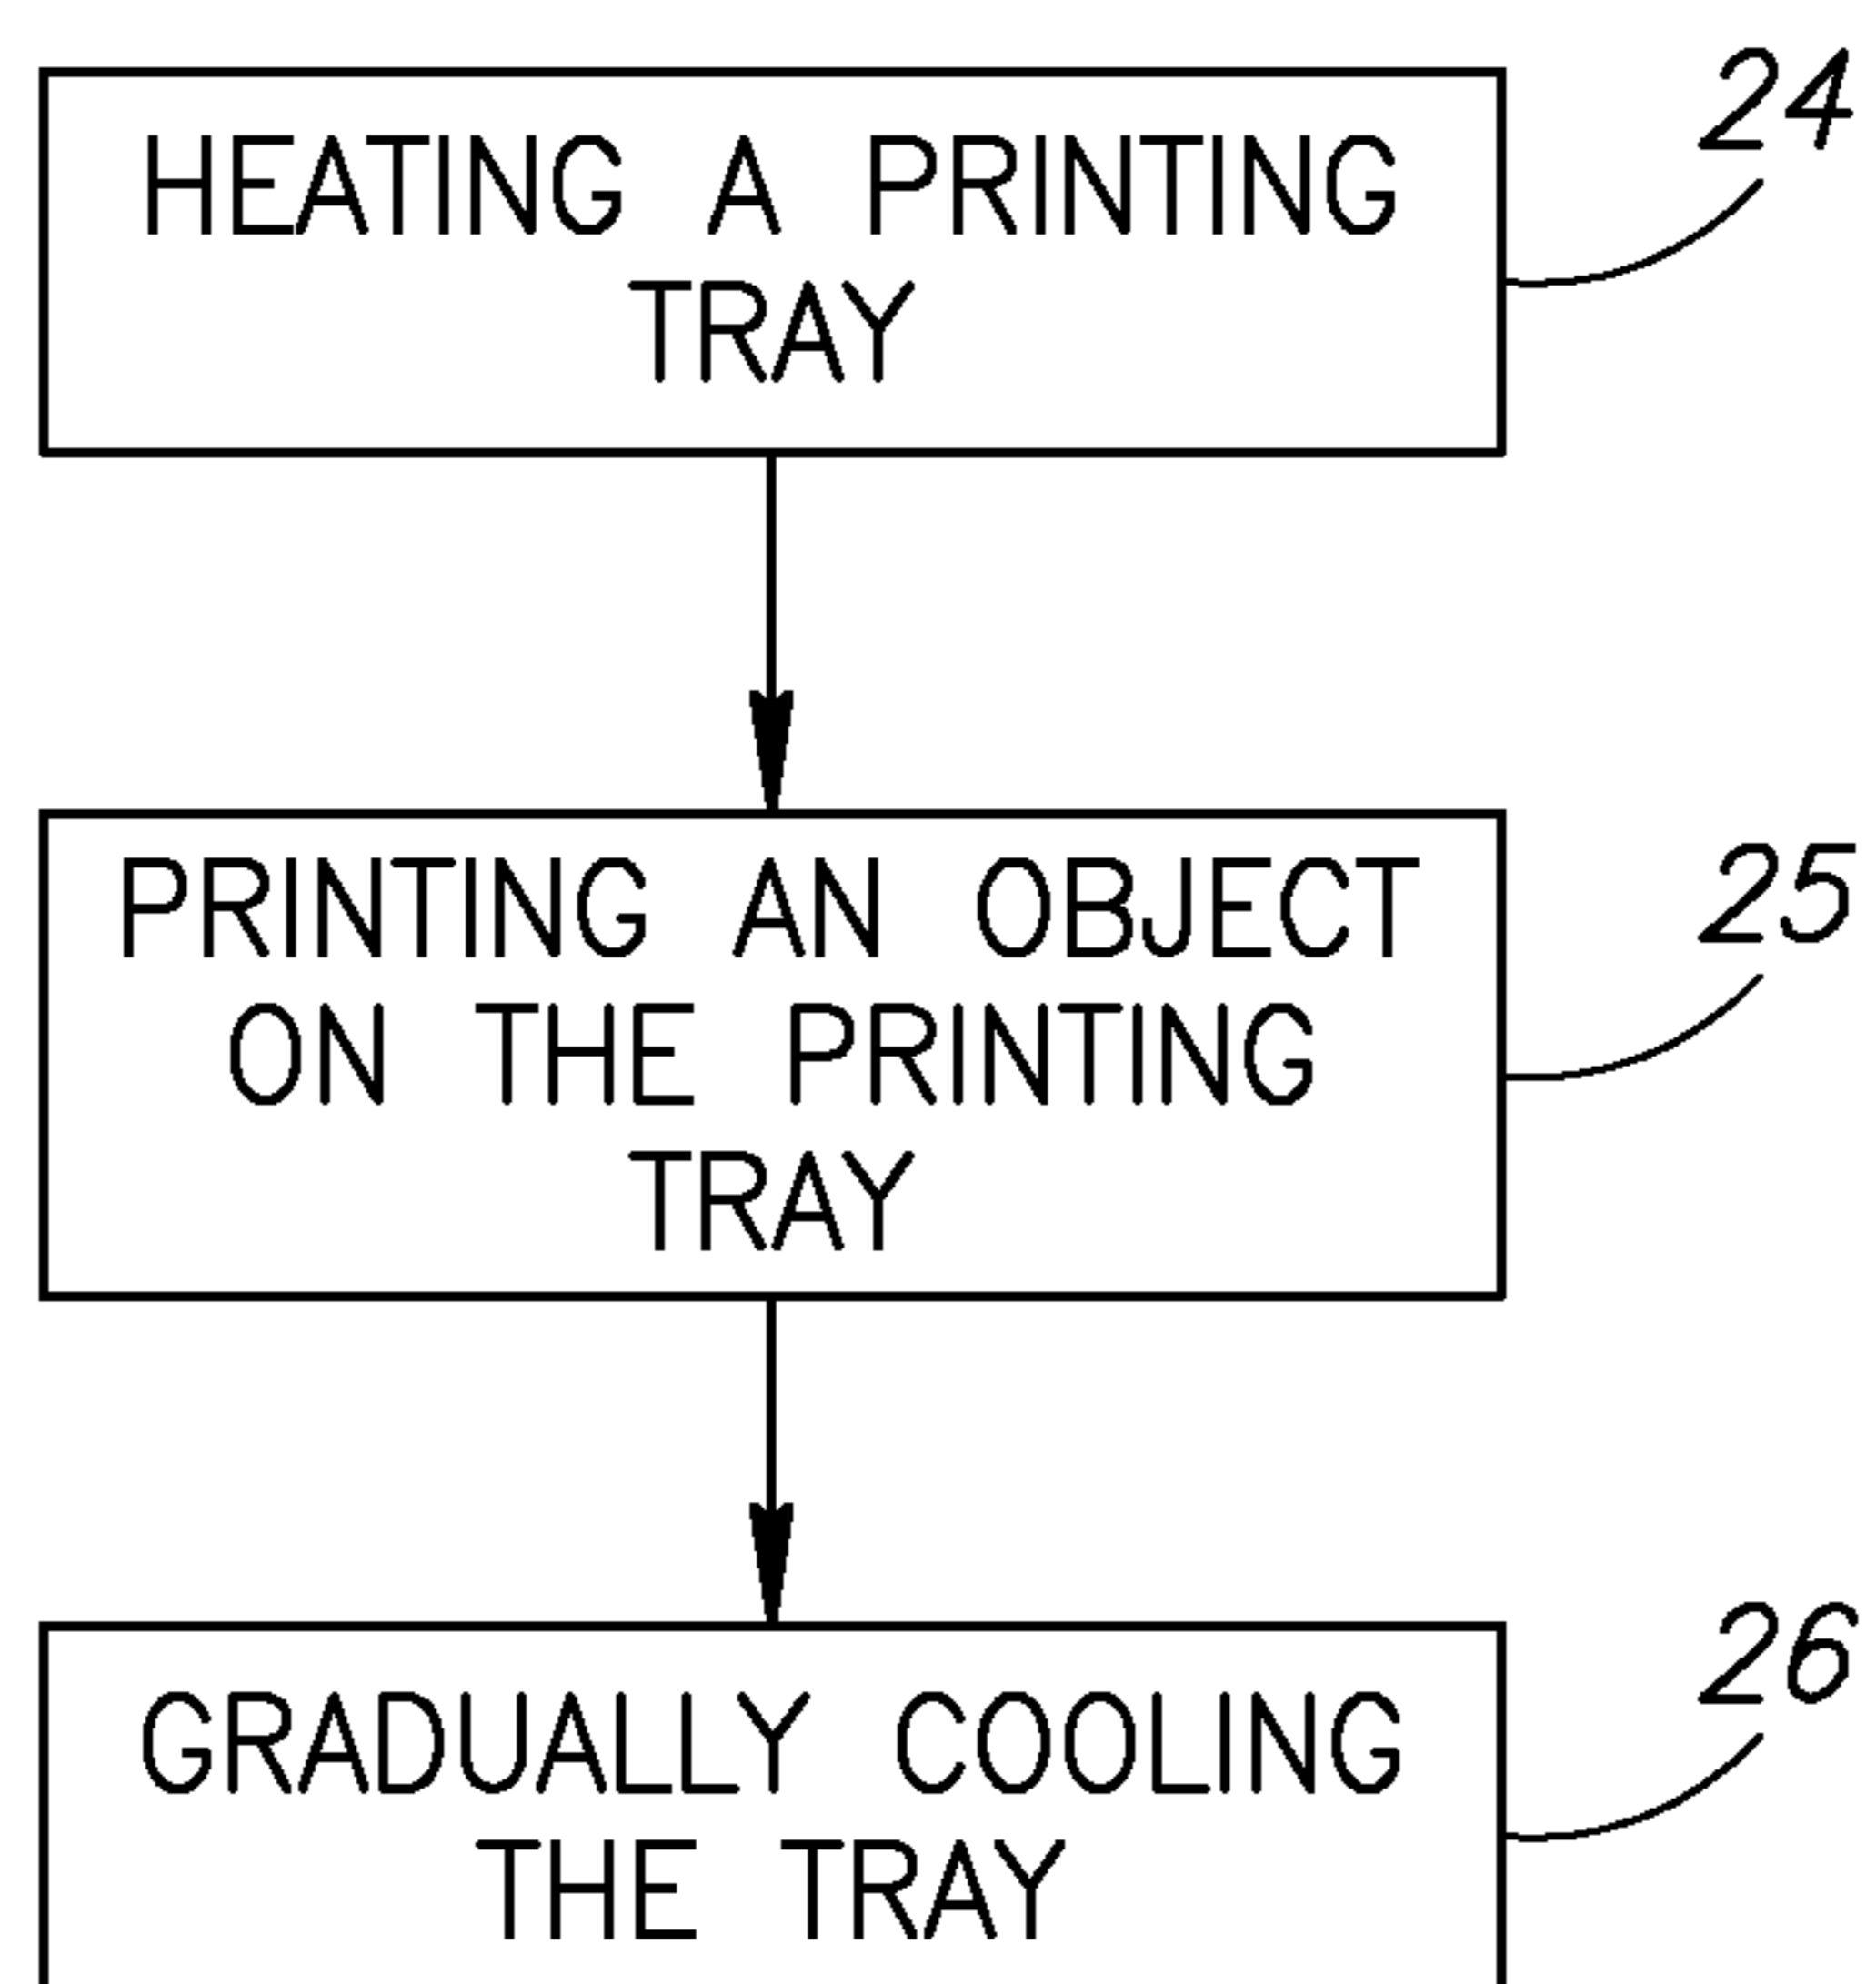 24
HEATING A PRINTING
TRAY
25
PRINTING AN OBJECT
ON THE PRINTING
TRAY
26
GRADUALLY COOLING
THE TRAY